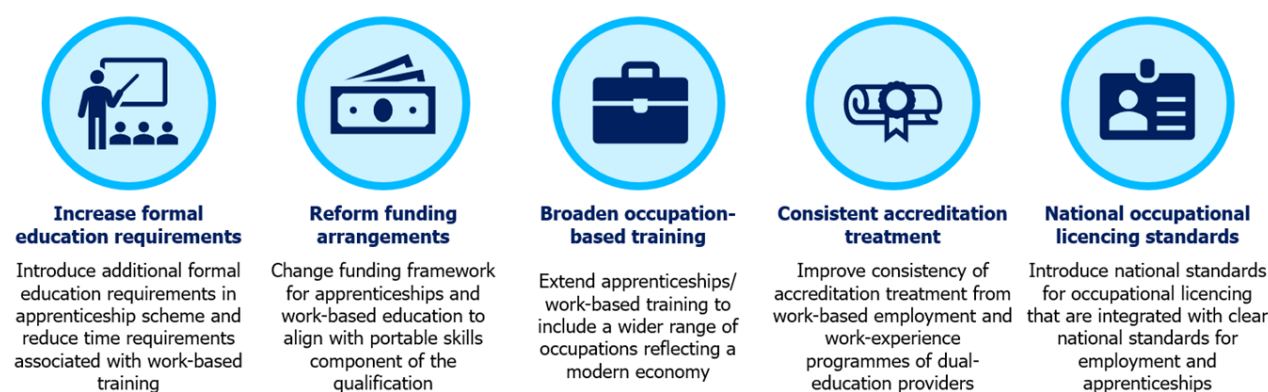 Increase formal
education requirements
Introduce additional formal
education requirements in
apprenticeship scheme and
reduce time requirements
associated with work-based
training
Reform funding
arrangements
Change funding framework
for apprenticeships and
work-based education to
align with portable skills
component of the
qualification
Broaden occupation-
based training
Extend apprenticeships/
work-based training to
include a wider range of
occupations reflecting a
modern economy
Consistent accreditation
treatment
Improve consistency of
accreditation treatment from
work-based employment and
work-experience
programmes of dual-
education providers
National occupational
licencing standards
Introduce national standards
for occupational licencing
that are integrated with clear
national standards for
employment and
apprenticeships